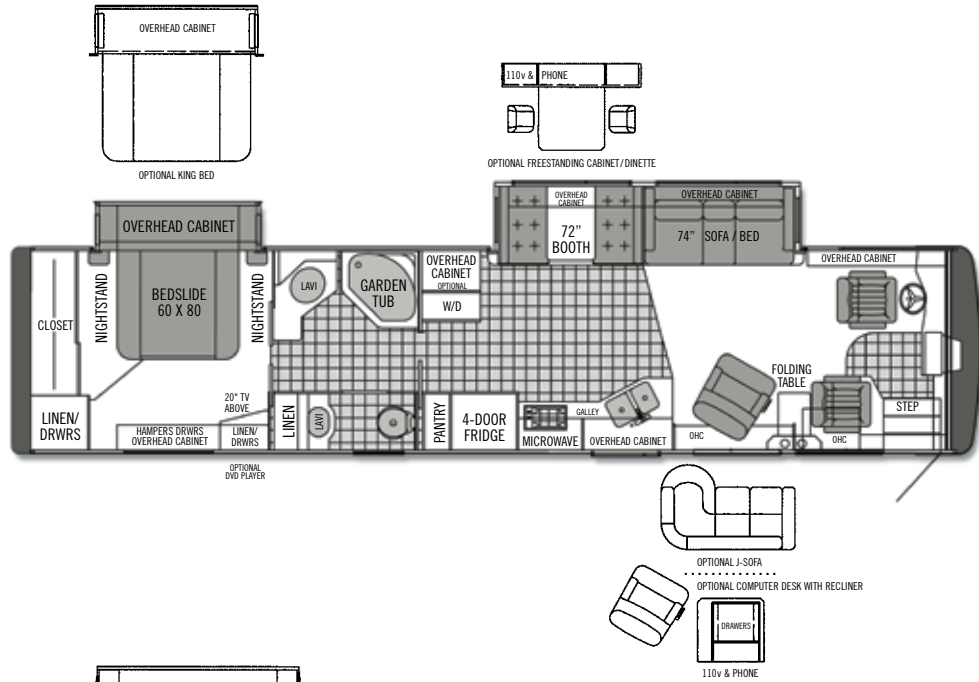 OVERHEAD CABINET
OPTIONAL KING BED
110v & PHONE
OPTIONAL FREESTANDING CABINET/DINETTE
OVERHEAD CABINET
NIGHTSTAND
BEDSLIDE
60 X 80
NIGHTSTAND
CLOSET
LINEN/
DRWRS
20" TV
ABOVE
HAMPERS DRWRS
OVERHEAD CABINET
LINEN/
DRWRS
OPTIONAL
DVD PLAYER
LAVI
GARDEN
TUB
LINEN
LAVI
OVERHEAD
CABINET
OPTIONAL
W/D
PANTRY
4-DOOR
FRIDGE
OVERHEAD
CABINET
72"
BOOTH
OVERHEAD CABINET
74" SOFA / BED
MICROWAVE
GALLEY
OVERHEAD CABINET
OVERHEAD CABINET
FOLDING
TABLE
OHC
OHC
STEP
OPTIONAL J-SOFA
OPTIONAL COMPUTER DESK WITH RECLINER
DRAWERS
110v & PHONE